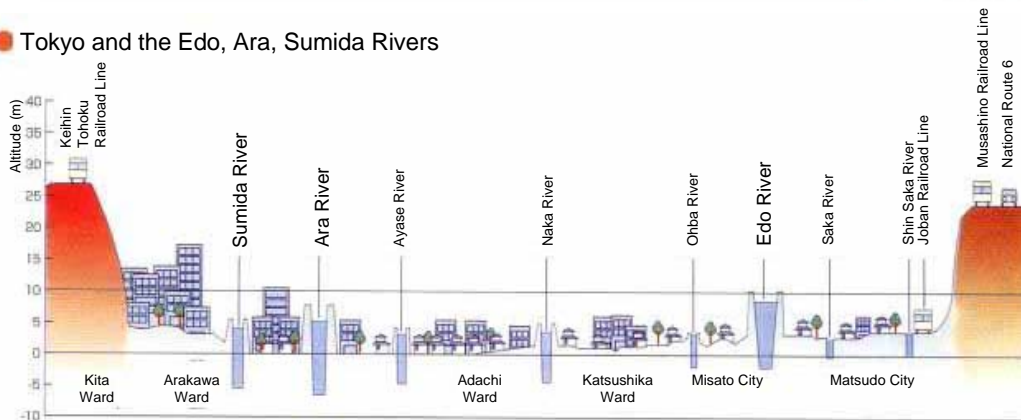 Tokyo and the Edo, Ara, Sumida Rivers
Altitude (m)
40
35
30
25
20
15
10
5
0
-5
-10
Keihin
Tohoku
Railroad Line
Sumida River
Ara River
Ayase River
Naka River
Ohba River
Edo River
Saka River
Shin Saka River
Joban Railroad Line
Musashino Railroad Line
National Route 6
Kita
Ward
Arakawa
Ward
Adachi
Ward
Katsushika
Ward
Misato City
Matsudo City